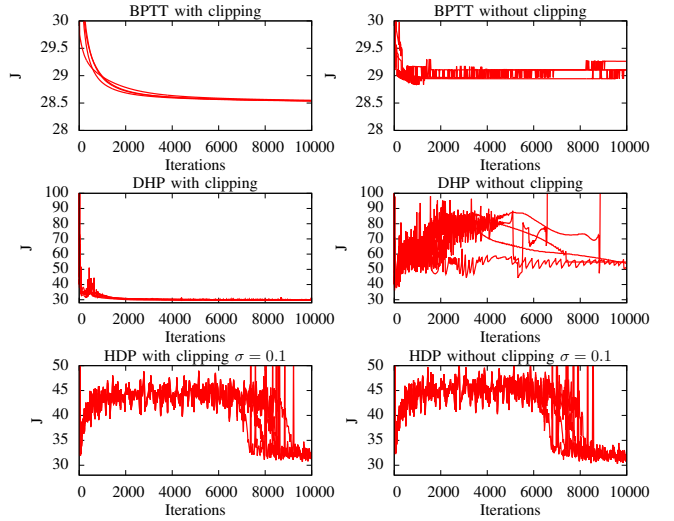 BPTT with clipping
30
29.5
29
28.5
28
J
0 2000 4000 6000 8000 10000
Iterations
BPTT without clipping
30
29.5
29
28.5
28
J
0 2000 4000 6000 8000 10000
Iterations
DHP with clipping
100
90
80
70
60
50
40
30
J
0 2000 4000 6000 8000 10000
Iterations
DHP without clipping
100
90
80
70
60
50
40
30
J
0 2000 4000 6000 8000 10000
Iterations
HDP with clipping σ = 0.1
50
45
40
35
30
J
0 2000 4000 6000 8000 10000
Iterations
HDP without clipping σ = 0.1
50
45
40
35
30
J
0 2000 4000 6000 8000 10000
Iterations